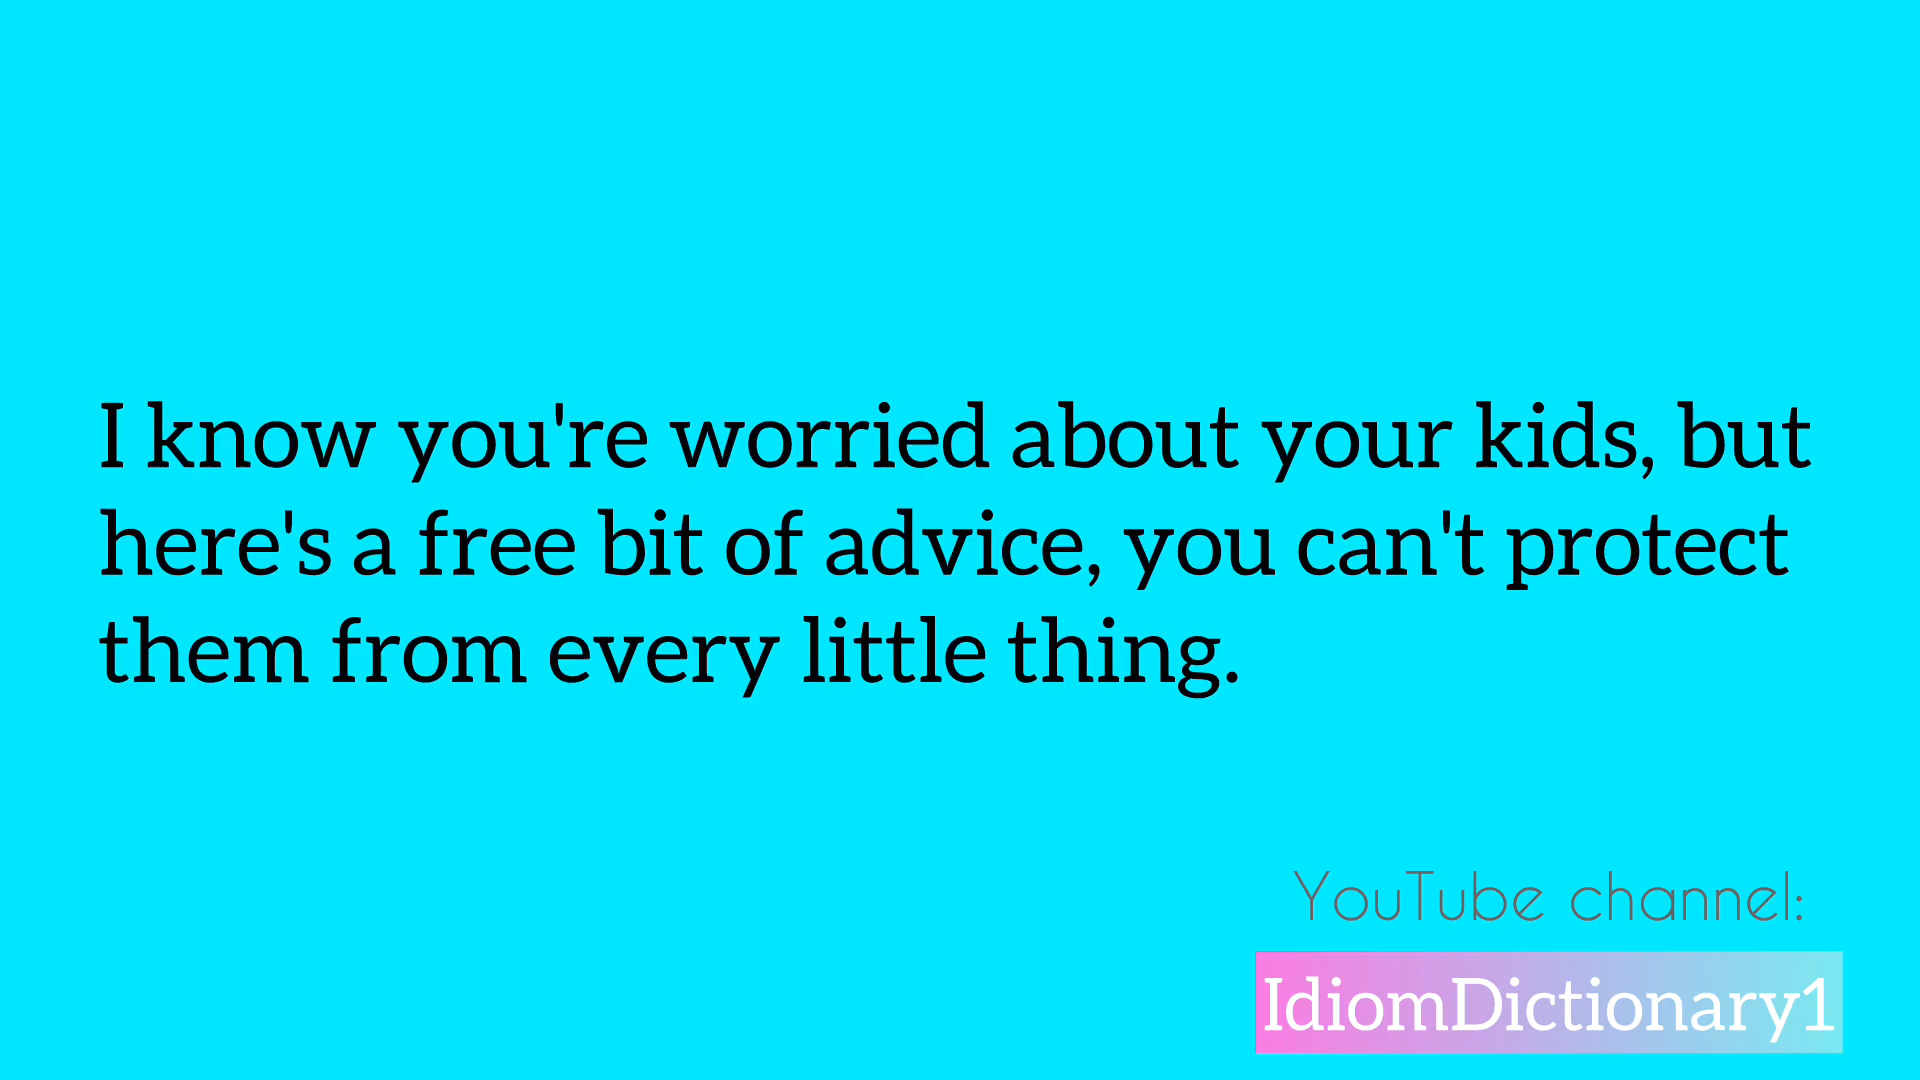 I know you're worried about your kids, but
here's a free bit of advice, you can't protect
them from every little thing.
YouTube channel:
IdiomDictionary1